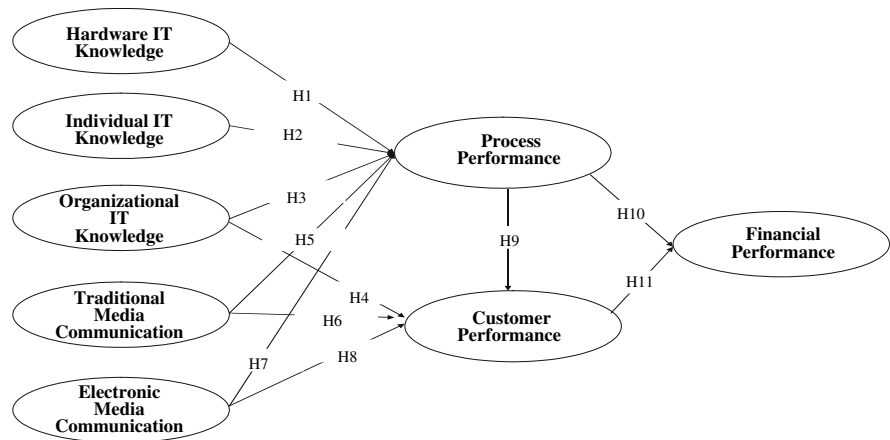 Hardware IT
Knowledge
H1
Individual IT
Knowledge
H2
Process
Performance
Organizational
IT
Knowledge
H3
H10
H5
H9
Financial
Performance
H4
H11
Traditional
Media
Communication
H6
Customer
Performance
H7
H8
Electronic
Media
Communication